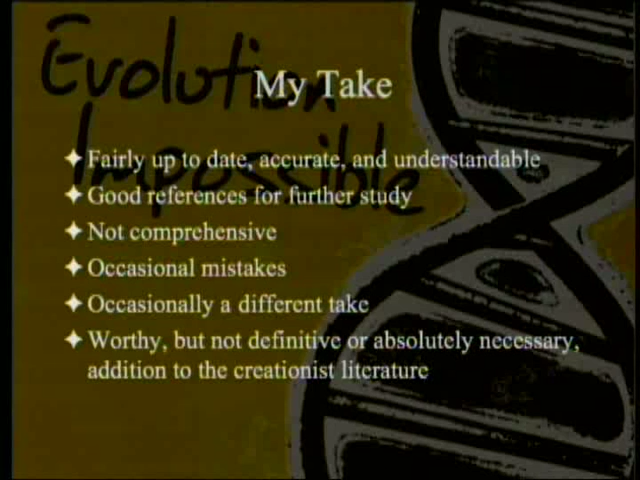 Evolution
My Take
Impossible
✦ Fairly up to date, accurate, and understandable
✦ Good references for further study
✦ Not comprehensive
✦ Occasional mistakes
✦ Occasionally a different take
✦ Worthy, but not definitive or absolutely necessary,
addition to the creationist literature